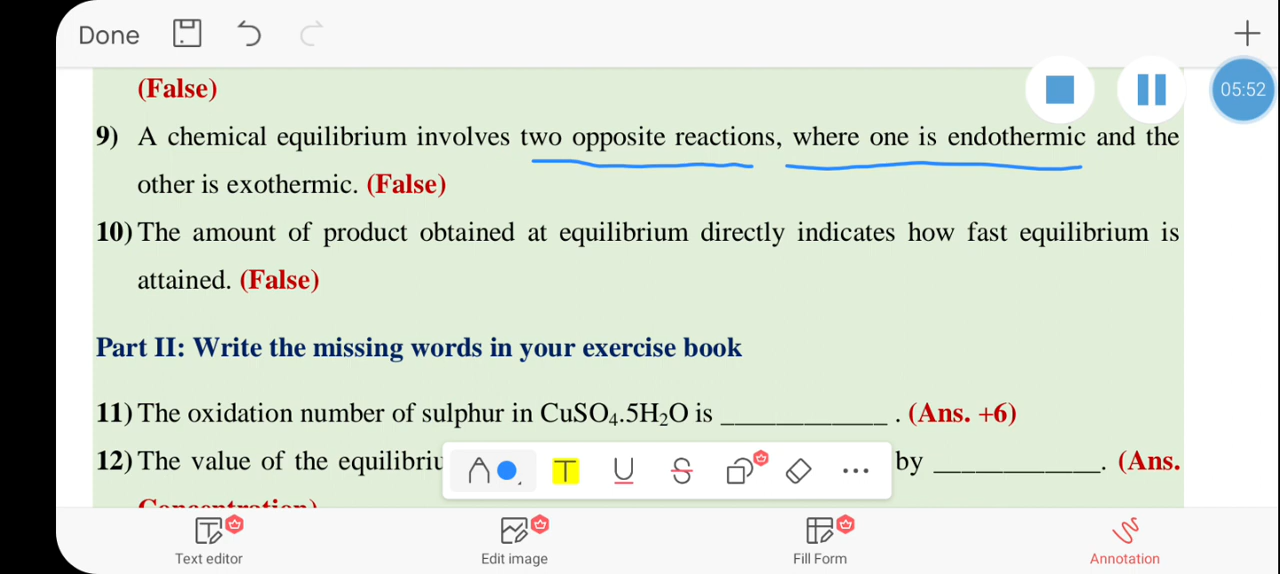 Done
05:52
(False)
9) A chemical equilibrium involves two opposite reactions, where one is endothermic and the
other is exothermic. (False)
10) The amount of product obtained at equilibrium directly indicates how fast equilibrium is
attained. (False)
Part II: Write the missing words in your exercise book
11) The oxidation number of sulphur in CuSO₄.5H₂O is ____________ . (Ans. +6)
12) The value of the equilibriu by ____________. (Ans.
Concentration)
T U S
Text editor Edit image Fill Form Annotation